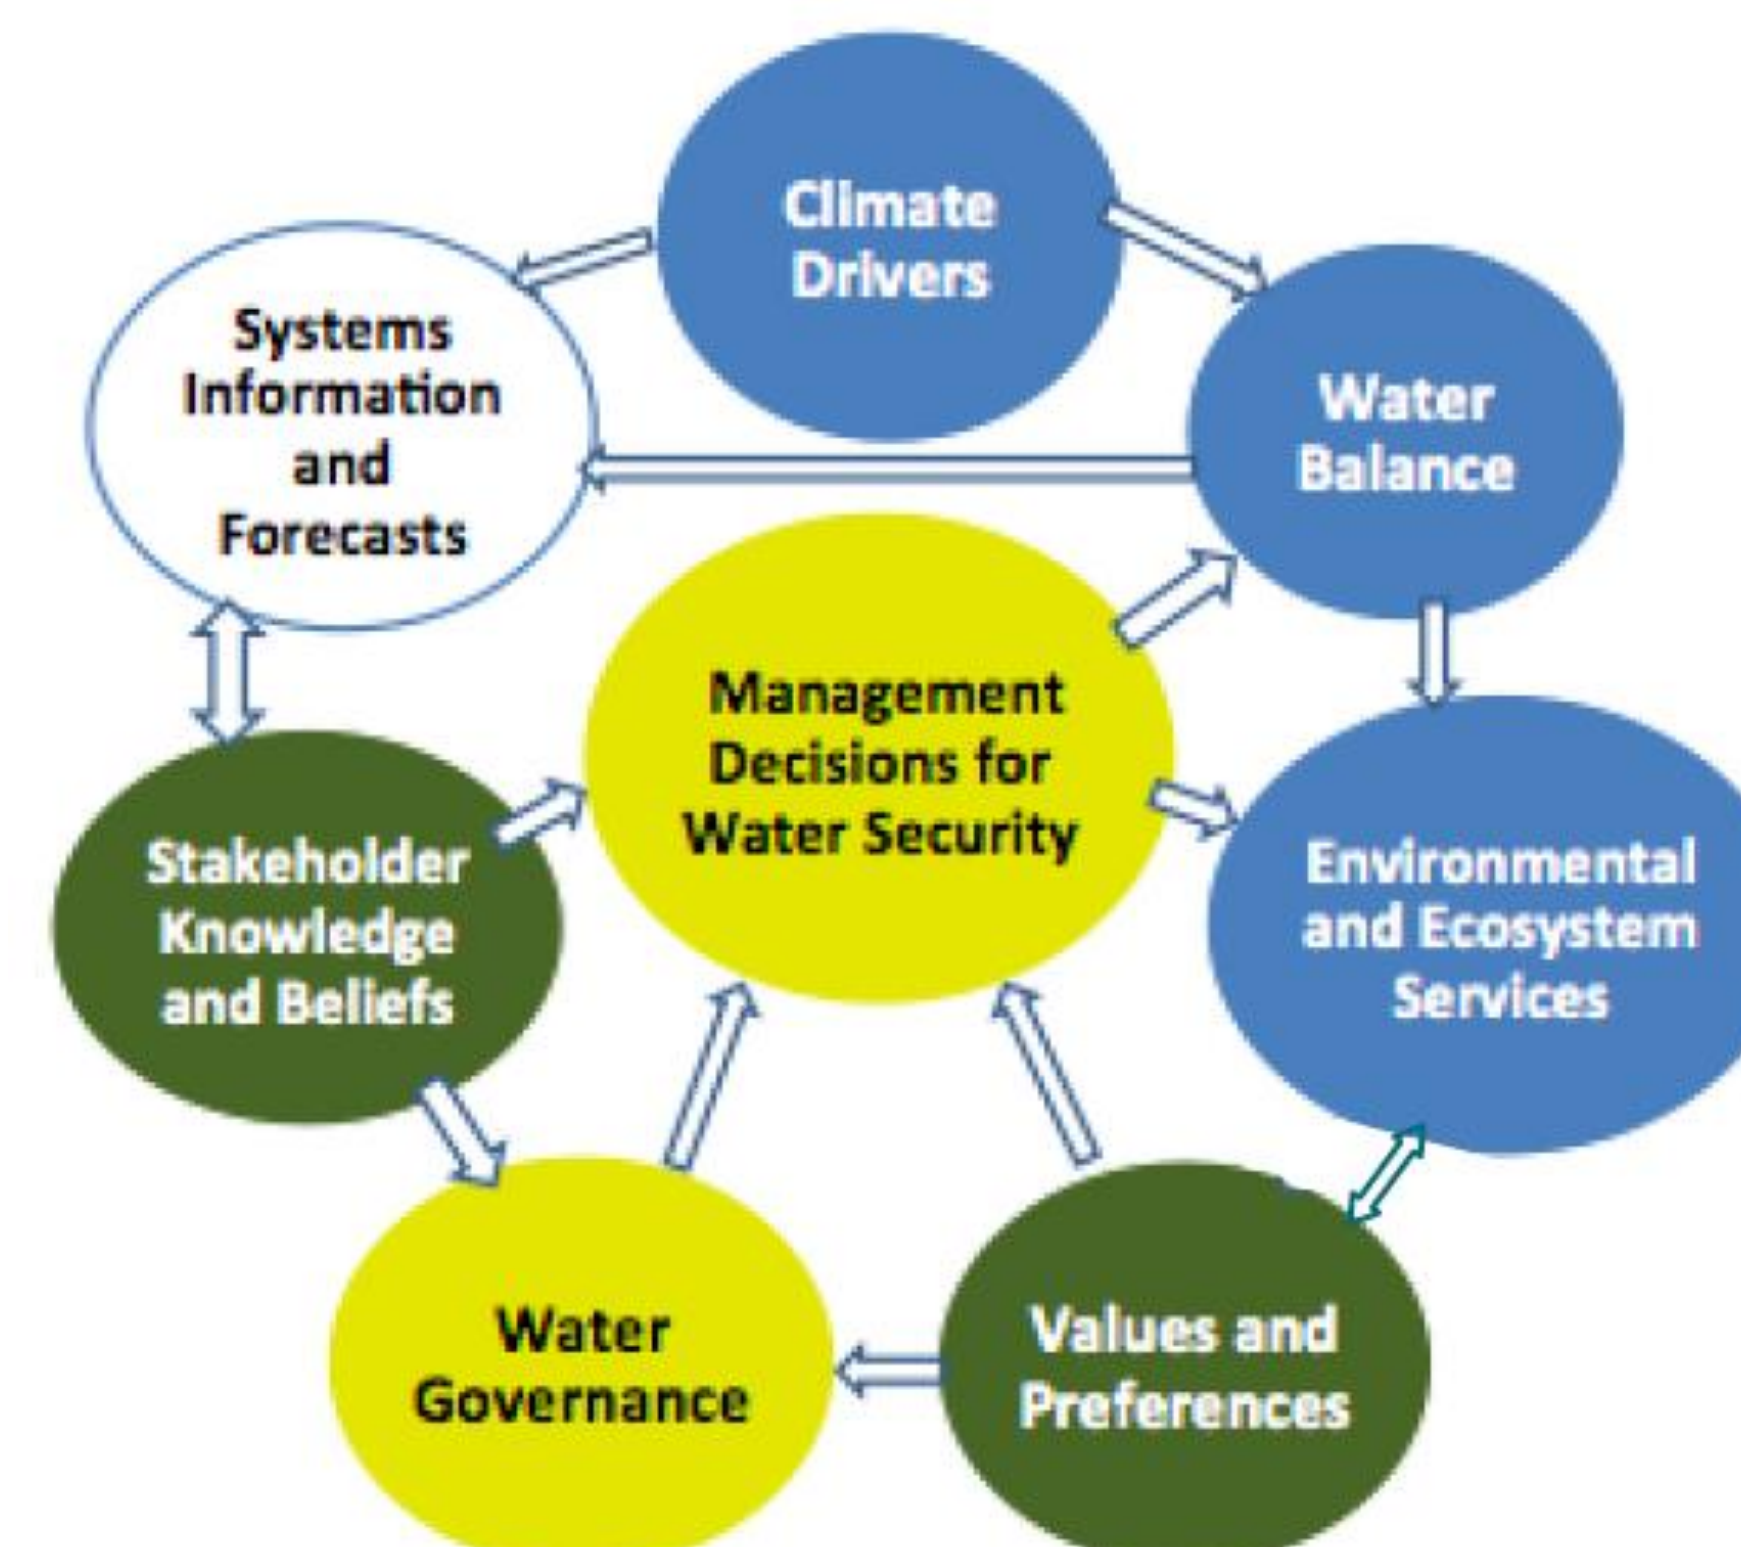 Climate
Drivers
Systems
Information
and
Forecasts
Water
Balance
Management
Decisions for
Water Security
Stakeholder
Knowledge
and Beliefs
Environmental
and Ecosystem
Services
Water
Governance
Values and
Preferences